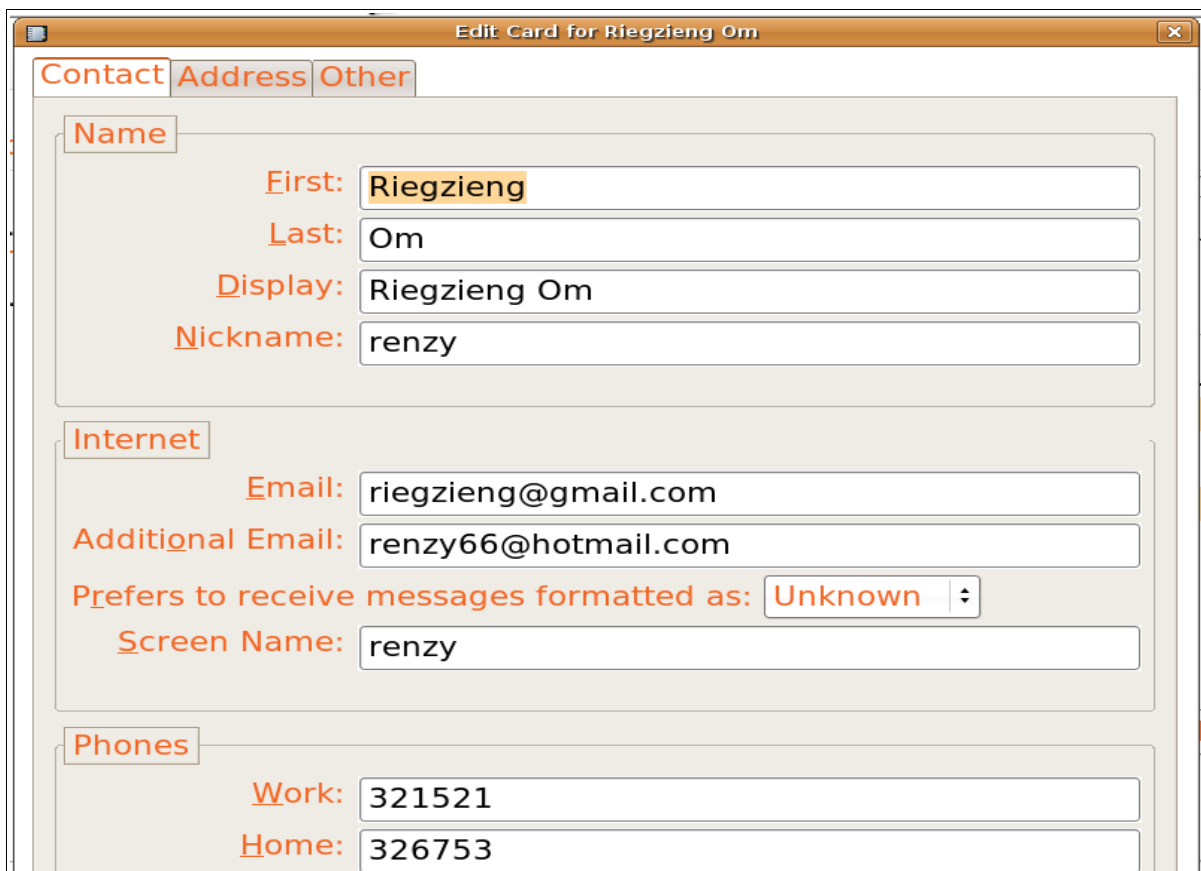 Edit Card for Riegzieng Om
Contact Address Other
Name
First: Riegzieng
Last: Om
Display: Riegzieng Om
Nickname: renzy
Internet
Email: riegzieng@gmail.com
Additional Email: renzy66@hotmail.com
Prefers to receive messages formatted as: Unknown
Screen Name: renzy
Phones
Work: 321521
Home: 326753